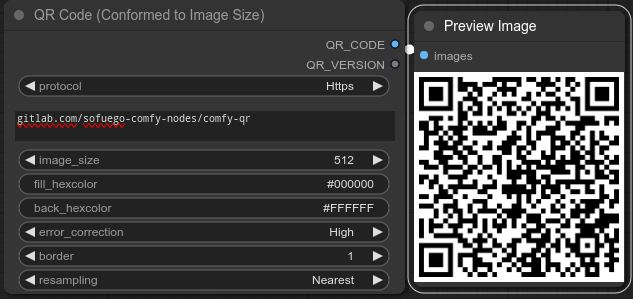 QR Code (Conformed to Image Size)
QR_CODE
QR_VERSION
protocol Https
gitlab.com/sofuego-comfy-nodes/comfy-qr
image_size 512
fill_hexcolor #000000
back_hexcolor #FFFFFF
error_correction High
border 1
resampling Nearest
Preview Image
images